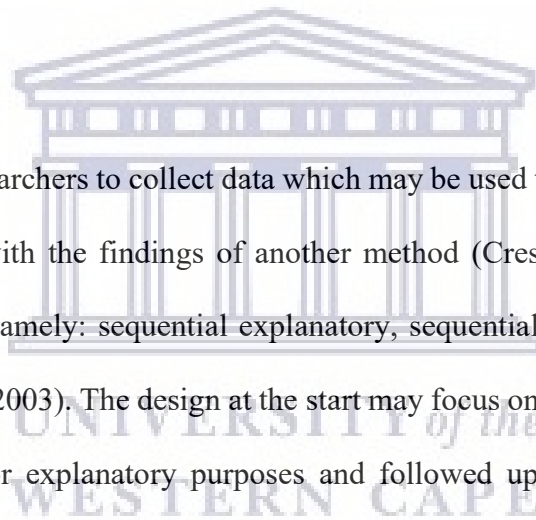 archers to collect data which may be used
with the findings of another method (Cres
amely: sequential explanatory, sequential
2003). The design at the start may focus on
UNIVERSITY of the
r explanatory purposes and followed up
WESTERN CAPE